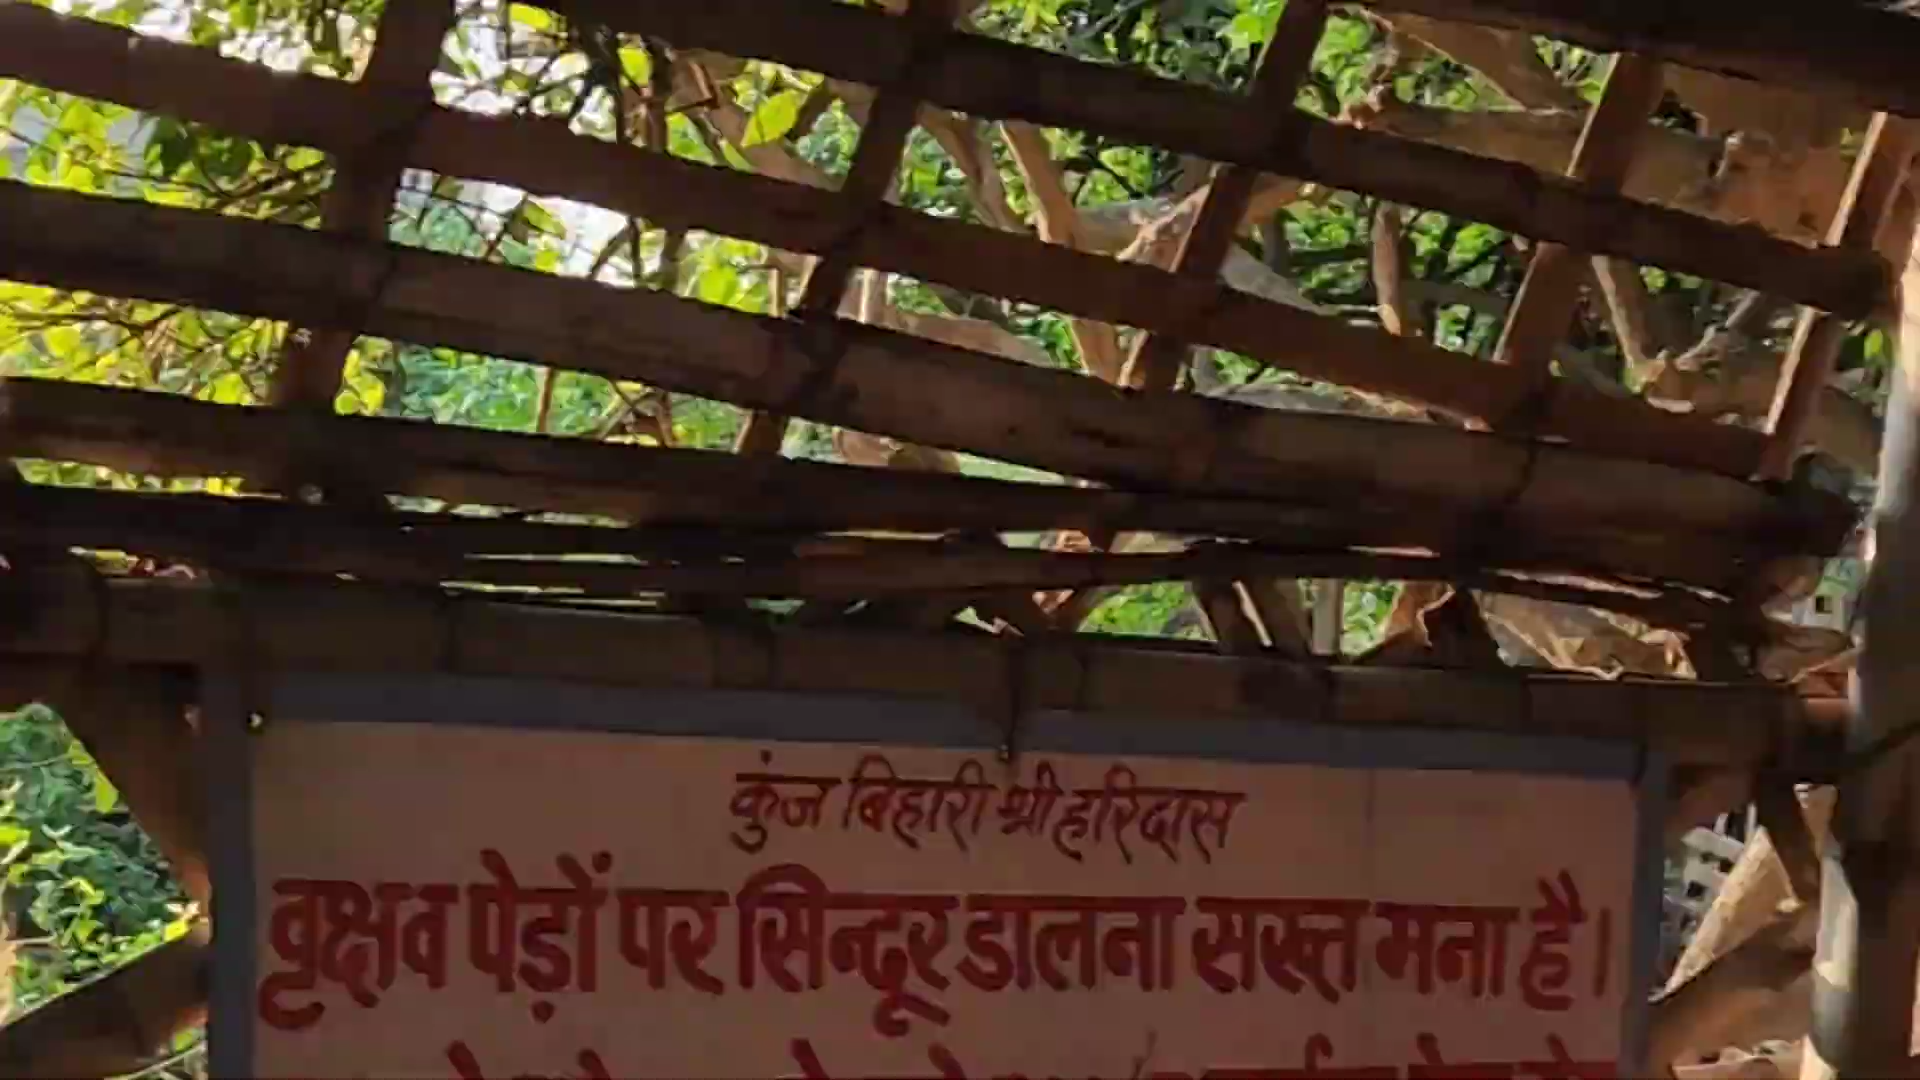 कुंज बिहारी श्री हरिदास
वृक्ष व पेड़ों पर सिन्दूर डालना सख्त मना है।